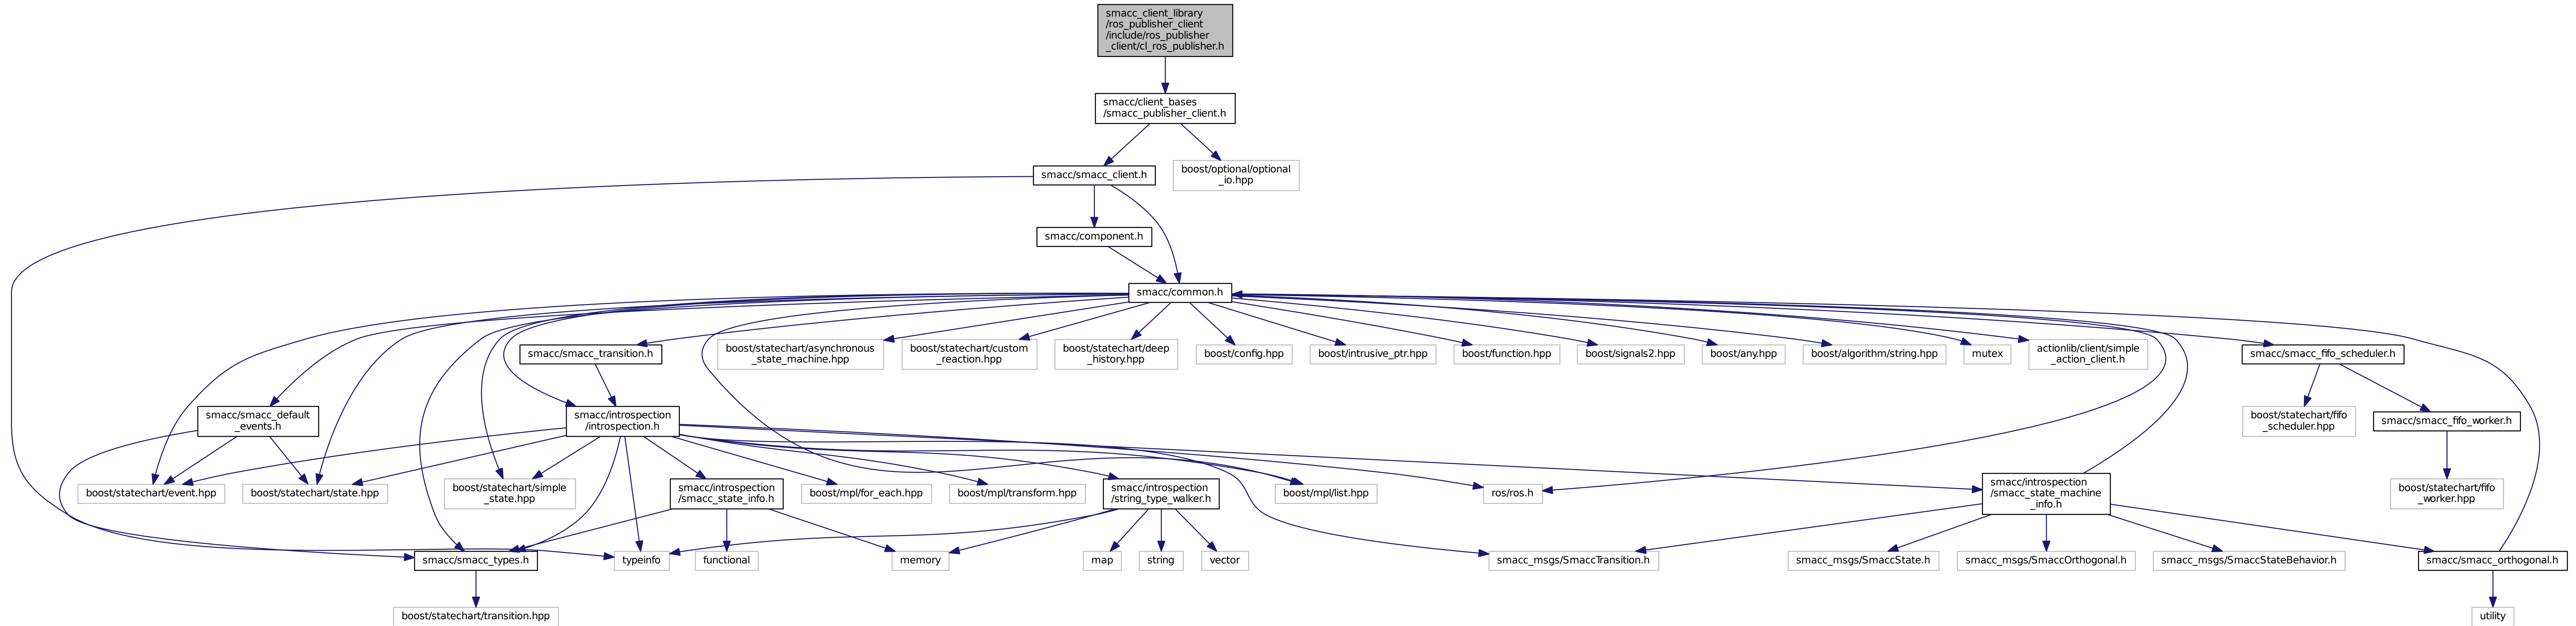 smacc_client_library
/ros_publisher_client
/include/ros_publisher
_client/cl_ros_publisher.h
smacc/client_bases
/smacc_publisher_client.h
smacc/smacc_client.h
boost/optional/optional
_io.hpp
smacc/component.h
smacc/common.h
smacc/smacc_transition.h
boost/statechart/asynchronous
_state_machine.hpp
boost/statechart/custom
_reaction.hpp
boost/statechart/deep
_history.hpp
boost/config.hpp
boost/intrusive_ptr.hpp
boost/function.hpp
boost/signals2.hpp
boost/any.hpp
boost/algorithm/string.hpp
mutex
actionlib/client/simple
_action_client.h
smacc/smacc_fifo_scheduler.h
smacc/smacc_default
_events.h
smacc/introspection
/introspection.h
boost/statechart/fifo
_scheduler.hpp
smacc/smacc_fifo_worker.h
boost/statechart/event.hpp
boost/statechart/state.hpp
boost/statechart/simple
_state.hpp
smacc/introspection
/smacc_state_info.h
boost/mpl/for_each.hpp
boost/mpl/transform.hpp
smacc/introspection
/string_type_walker.h
boost/mpl/list.hpp
ros/ros.h
smacc/introspection
/smacc_state_machine
_info.h
boost/statechart/fifo
_worker.hpp
smacc/smacc_types.h
typeinfo
functional
memory
map
string
vector
smacc_msgs/SmaccTransition.h
smacc_msgs/SmaccState.h
smacc_msgs/SmaccOrthogonal.h
smacc_msgs/SmaccStateBehavior.h
smacc/smacc_orthogonal.h
boost/statechart/transition.hpp
utility